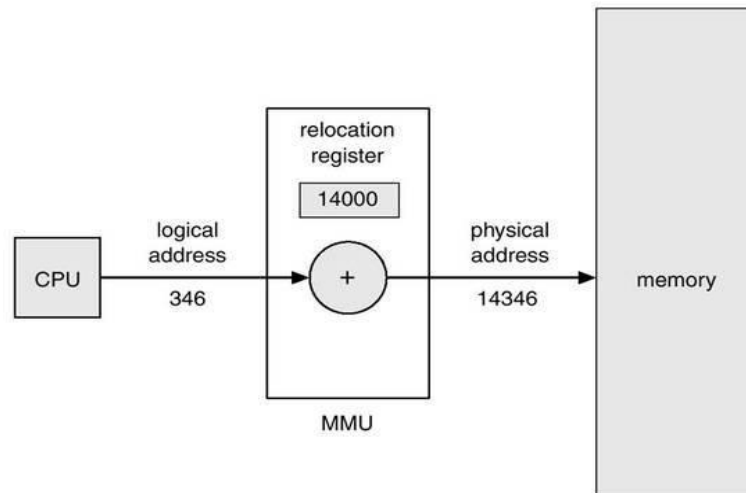 relocation
register
14000
logical
address
physical
address
CPU
+
memory
346
14346
MMU